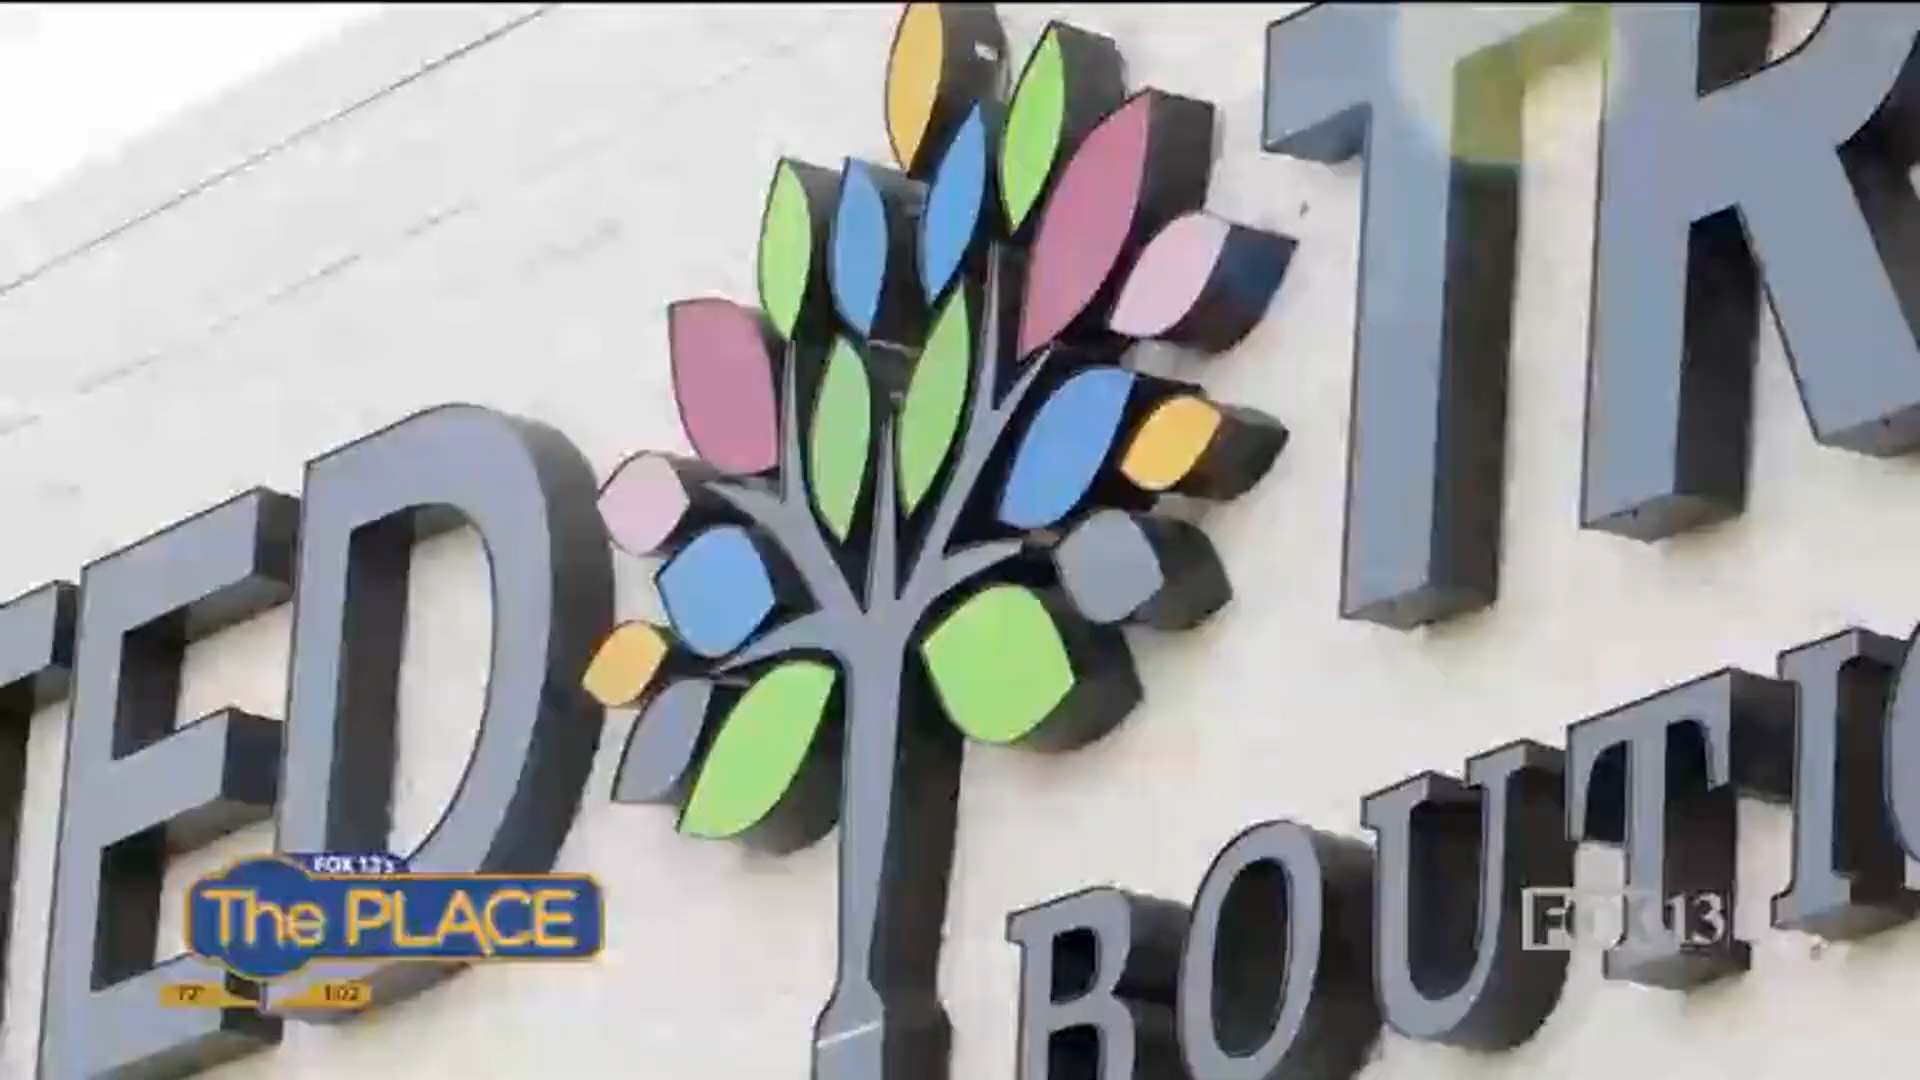 TED TR
BOUTI
FOX 13's
The PLACE
72° 1:02
FOX 13